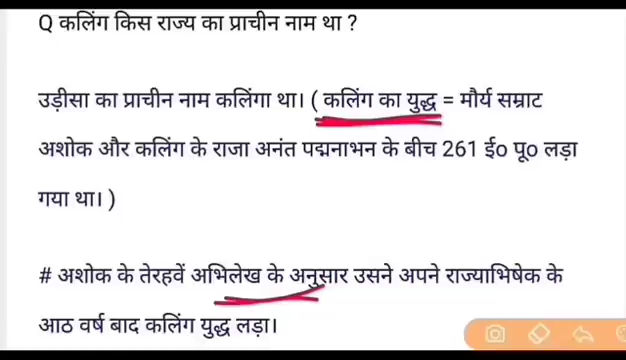 Q कलिंग किस राज्य का प्राचीन नाम था ?
उड़ीसा का प्राचीन नाम कलिंगा था। ( कलिंग का युद्ध = मौर्य सम्राट
अशोक और कलिंग के राजा अनंत पद्मनाभन के बीच 261 ई० पू० लड़ा
गया था। )
# अशोक के तेरहवें अभिलेख के अनुसार उसने अपने राज्याभिषेक के
आठ वर्ष बाद कलिंग युद्ध लड़ा।